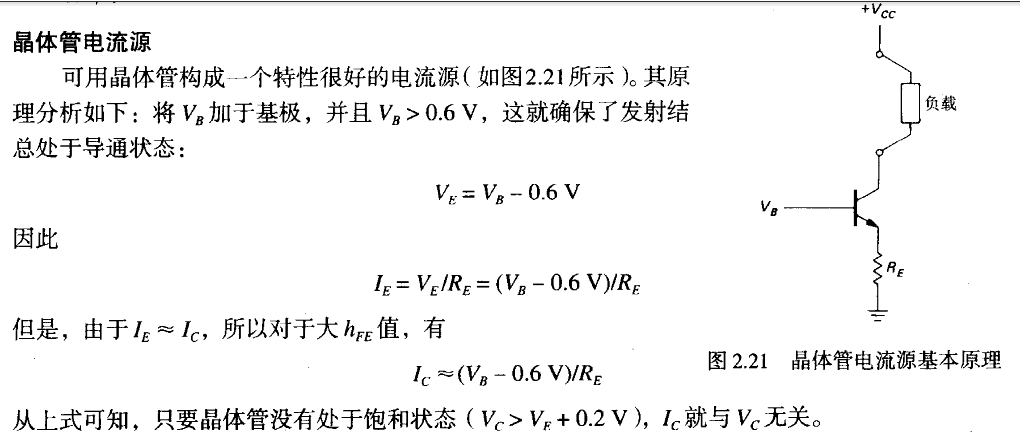 晶体管电流源
可用晶体管构成一个特性很好的电流源（如图2.21所示）。其原
理分析如下：将 V_B 加于基极，并且 V_B > 0.6 V，这就确保了发射结
总处于导通状态：
V_E = V_B – 0.6 V
因此
I_E = V_E/R_E = (V_B – 0.6 V)/R_E
但是，由于 I_E ≈ I_C，所以对于大 h_FE 值，有
I_C ≈ (V_B – 0.6 V)/R_E
从上式可知，只要晶体管没有处于饱和状态（V_C > V_E + 0.2 V），I_C 就与 V_C 无关。
+V_CC
负载
V_B
R_E
图 2.21 晶体管电流源基本原理